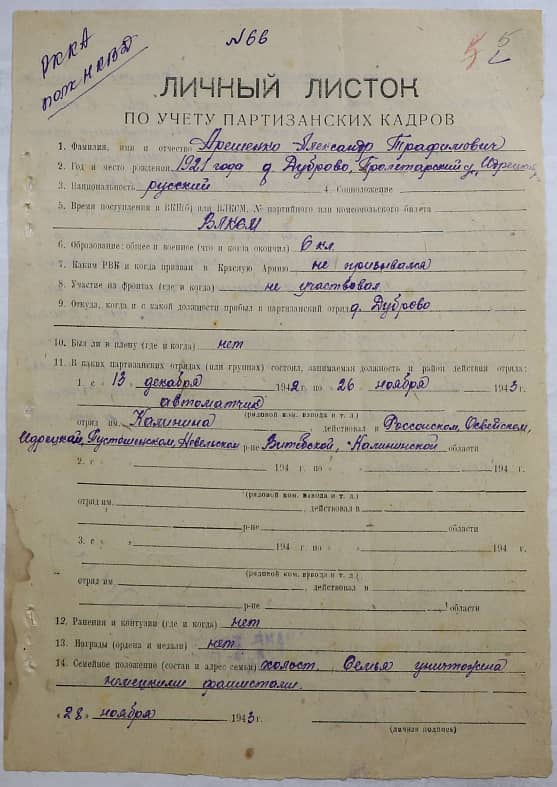 РККА
ПОЖ НКВД
№66
5
ЛИЧНЫЙ ЛИСТОК
ПО УЧЕТУ ПАРТИЗАНСКИХ КАДРОВ
1. Фамилия, имя и отчество Ярешенко Александр Трафимович
2. Год и место рождения 1921 года д. Дуброво, Пролетарский
3. Национальность русский 4. Соцположение
5. Время поступления в ВКП(б) или ВЛКСМ, № партийного или комсомольского билета
ВЛКСМ
6. Образование: общее и военное (что и когда окончил) 6 кл.
7. Каким РВК и когда призван в Красную Армию не призывался
8. Участие на фронтах (где и когда) не участвовал
9. Откуда, когда и с какой должности прибыл в партизанский отряд д. Дуброво
10. Был ли в плену (где и когда) нет
11. В каких партизанских отрядах (или группах) состоял, занимаемая должность и район действия отряда:
1. с „13 декабря 1942 по 26 ноября 1943 г.
автоматчик
(рядовой ком. взвода и т. д.)
отряд им. Калинина, действовал в Россонском, Освейском,
Идрицком, Пустошенском, Невельском р-не Витебской, Калининской области
2. с „ 194 г. по „ 194 г.
(рядовой ком. взвода и т. д.)
отряд им. , действовал в
р-не области
3. с „ 194 г. по „ 194 г.
(рядовой ком. взвода и т. д.)
отряд им , действовал в
р-не области
12. Ранения и контузии (где и когда) нет
13. Награды (ордена и медали) нет
14. Семейное положение (состав и адрес семьи) холост. Семья уничтожена
немецкими фашистами.
„28„ ноября 1943 г.
(личная подпись)